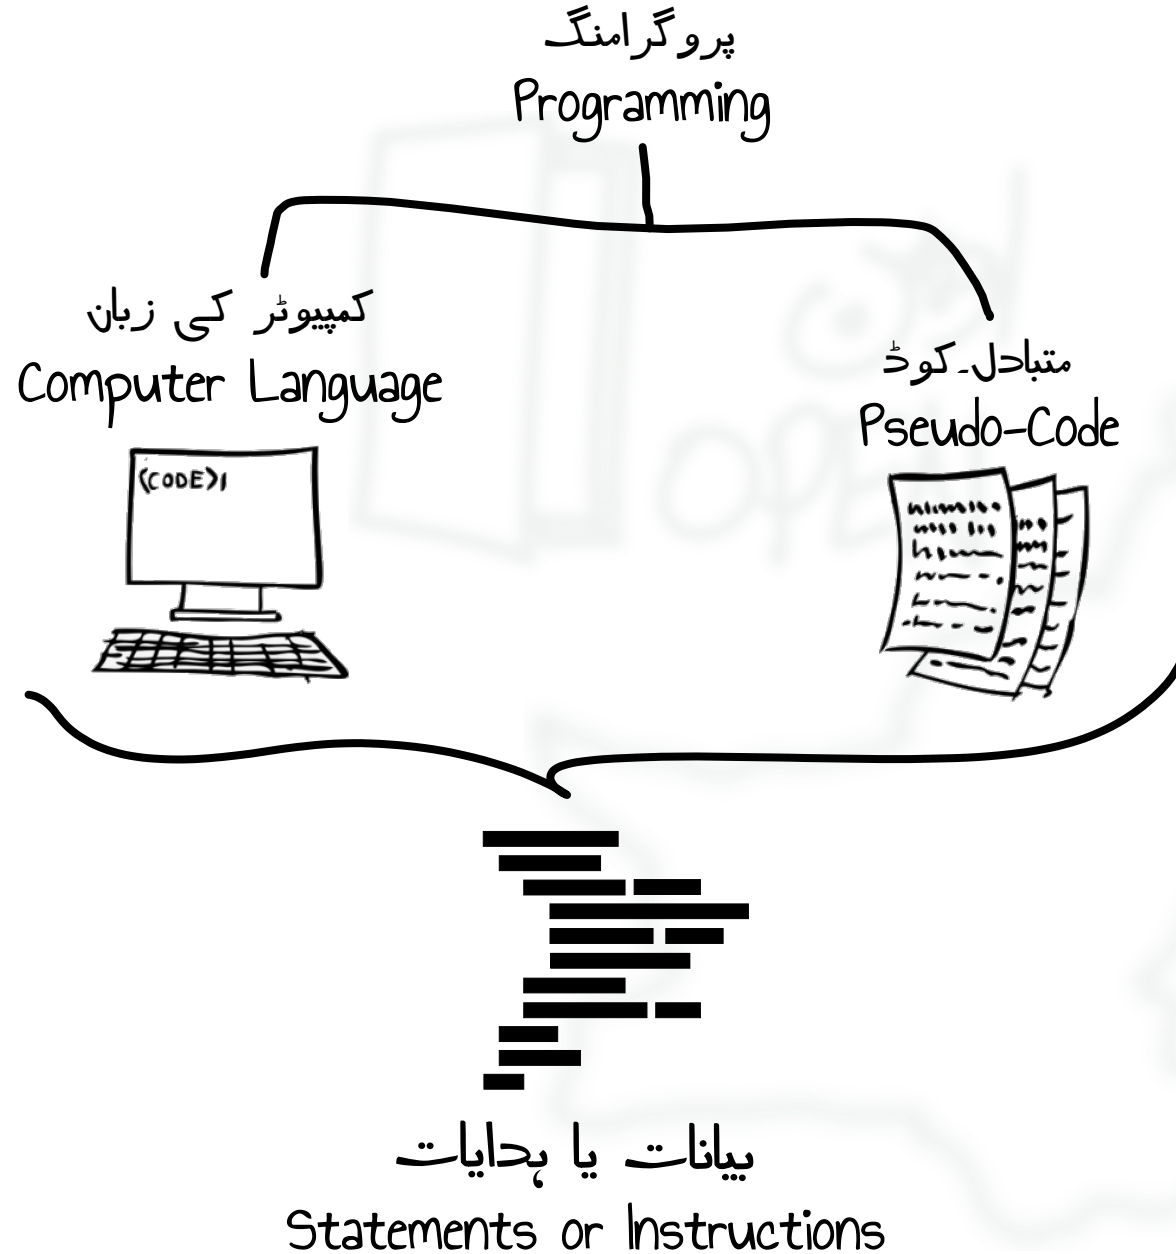 پروگرامنگ
Programming
کمپیوٹر کی زبان
Computer Language
متبادل-کوڈ
Pseudo-Code
<CODE>|
بیانات یا ہدایات
Statements or Instructions